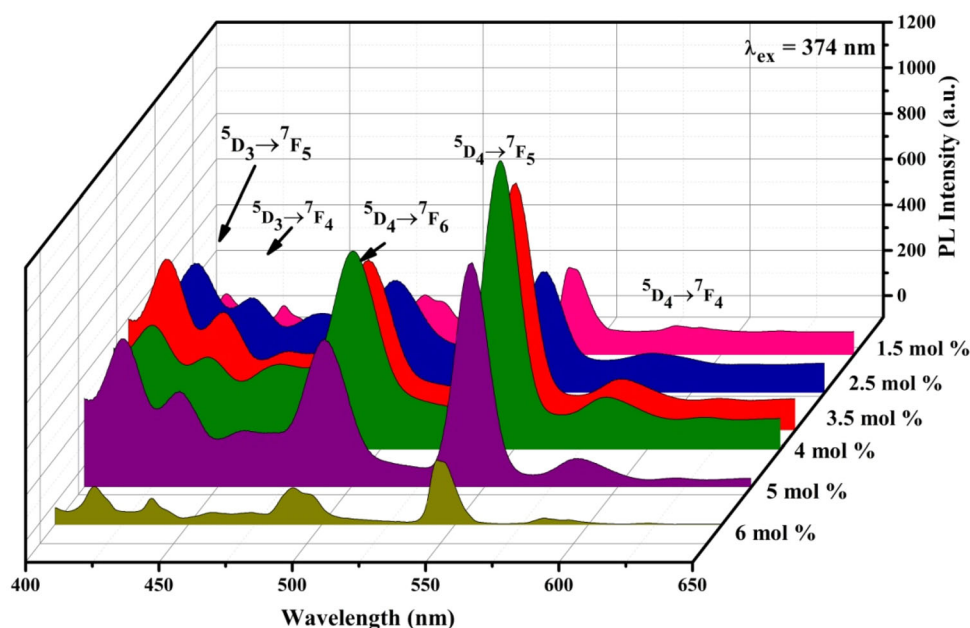 1200
λex = 374 nm
1000
800
600
400
200
0
PL Intensity (a.u.)
⁵D₃→⁷F₅
⁵D₄→⁷F₅
⁵D₃→⁷F₄
⁵D₄→⁷F₆
⁵D₄→⁷F₄
1.5 mol %
2.5 mol %
3.5 mol %
4 mol %
5 mol %
6 mol %
400 450 500 550 600 650
Wavelength (nm)